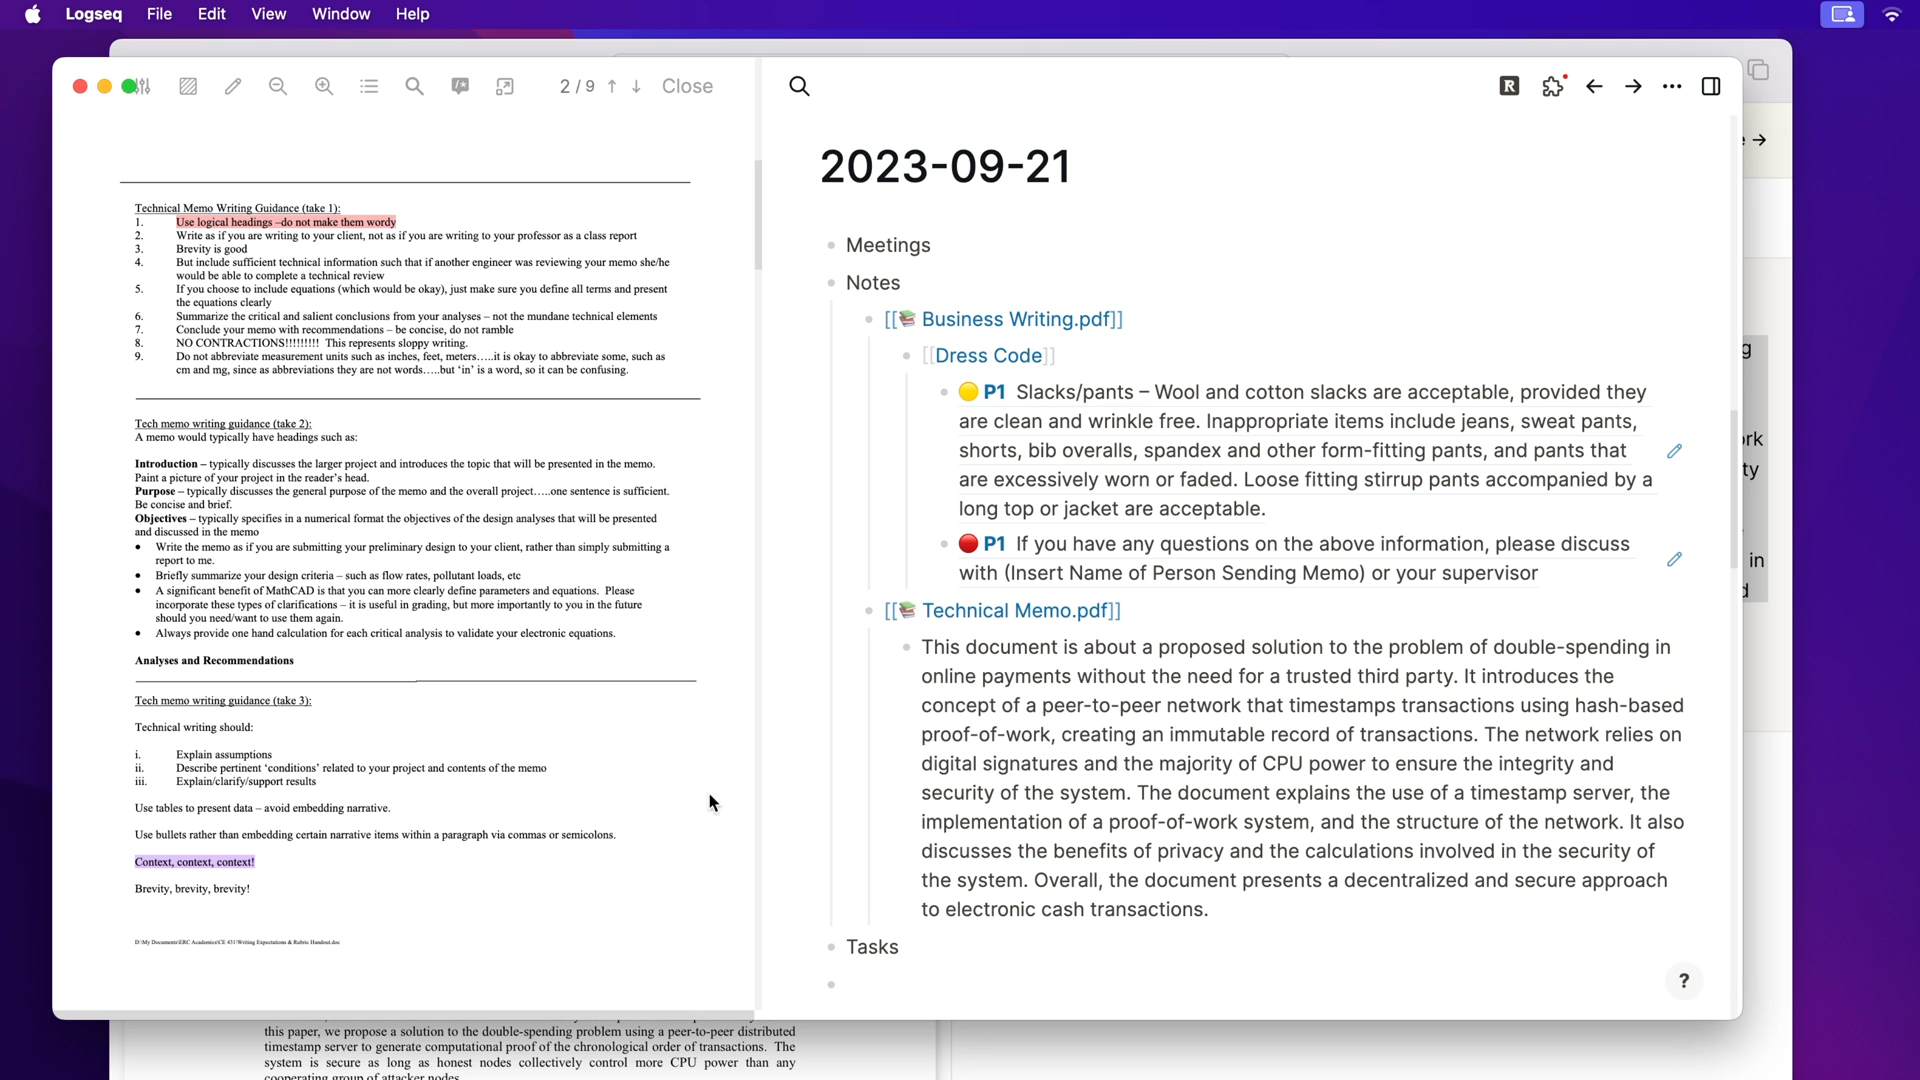 Logseq File Edit View Window Help
2 / 9 ↑ ↓ Close
Technical Memo Writing Guidance (take 1):
1. Use logical headings –do not make them wordy
2. Write as if you are writing to your client, not as if you are writing to your professor as a class report
3. Brevity is good
4. But include sufficient technical information such that if another engineer was reviewing your memo she/he
would be able to complete a technical review
5. If you choose to include equations (which would be okay), just make sure you define all terms and present
the equations clearly
6. Summarize the critical and salient conclusions from your analyses – not the mundane technical elements
7. Conclude your memo with recommendations – be concise, do not ramble
8. NO CONTRACTIONS!!!!!!!!! This represents sloppy writing.
9. Do not abbreviate measurement units such as inches, feet, meters…..it is okay to abbreviate some, such as
cm and mg, since as abbreviations they are not words…..but ‘in’ is a word, so it can be confusing.
Tech memo writing guidance (take 2):
A memo would typically have headings such as:
Introduction – typically discusses the larger project and introduces the topic that will be presented in the memo.
Paint a picture of your project in the reader's head.
Purpose – typically discusses the general purpose of the memo and the overall project…..one sentence is sufficient.
Be concise and brief.
Objectives – typically specifies in a numerical format the objectives of the design analyses that will be presented
and discussed in the memo
• Write the memo as if you are submitting your preliminary design to your client, rather than simply submitting a
report to me.
• Briefly summarize your design criteria – such as flow rates, pollutant loads, etc
• A significant benefit of MathCAD is that you can more clearly define parameters and equations. Please
incorporate these types of clarifications – it is useful in grading, but more importantly to you in the future
should you need/want to use them again.
• Always provide one hand calculation for each critical analysis to validate your electronic equations.
Analyses and Recommendations
Tech memo writing guidance (take 3):
Technical writing should:
i. Explain assumptions
ii. Describe pertinent ‘conditions’ related to your project and contents of the memo
iii. Explain/clarify/support results
Use tables to present data – avoid embedding narrative.
Use bullets rather than embedding certain narrative items within a paragraph via commas or semicolons.
Context, context, context!
Brevity, brevity, brevity!
D:\My Documents\ERC Academics\CE 431\Writing Expectations & Rubric Handout.doc
R
2023-09-21
Meetings
Notes
[[📚 Business Writing.pdf]]
[[Dress Code]]
P1 Slacks/pants – Wool and cotton slacks are acceptable, provided they
are clean and wrinkle free. Inappropriate items include jeans, sweat pants,
shorts, bib overalls, spandex and other form-fitting pants, and pants that
are excessively worn or faded. Loose fitting stirrup pants accompanied by a
long top or jacket are acceptable.
P1 If you have any questions on the above information, please discuss
with (Insert Name of Person Sending Memo) or your supervisor
[[📚 Technical Memo.pdf]]
This document is about a proposed solution to the problem of double-spending in
online payments without the need for a trusted third party. It introduces the
concept of a peer-to-peer network that timestamps transactions using hash-based
proof-of-work, creating an immutable record of transactions. The network relies on
digital signatures and the majority of CPU power to ensure the integrity and
security of the system. The document explains the use of a timestamp server, the
implementation of a proof-of-work system, and the structure of the network. It also
discusses the benefits of privacy and the calculations involved in the security of
the system. Overall, the document presents a decentralized and secure approach
to electronic cash transactions.
Tasks
?
this paper, we propose a solution to the double-spending problem using a peer-to-peer distributed
timestamp server to generate computational proof of the chronological order of transactions. The
system is secure as long as honest nodes collectively control more CPU power than any
cooperating group of attacker nodes.
in